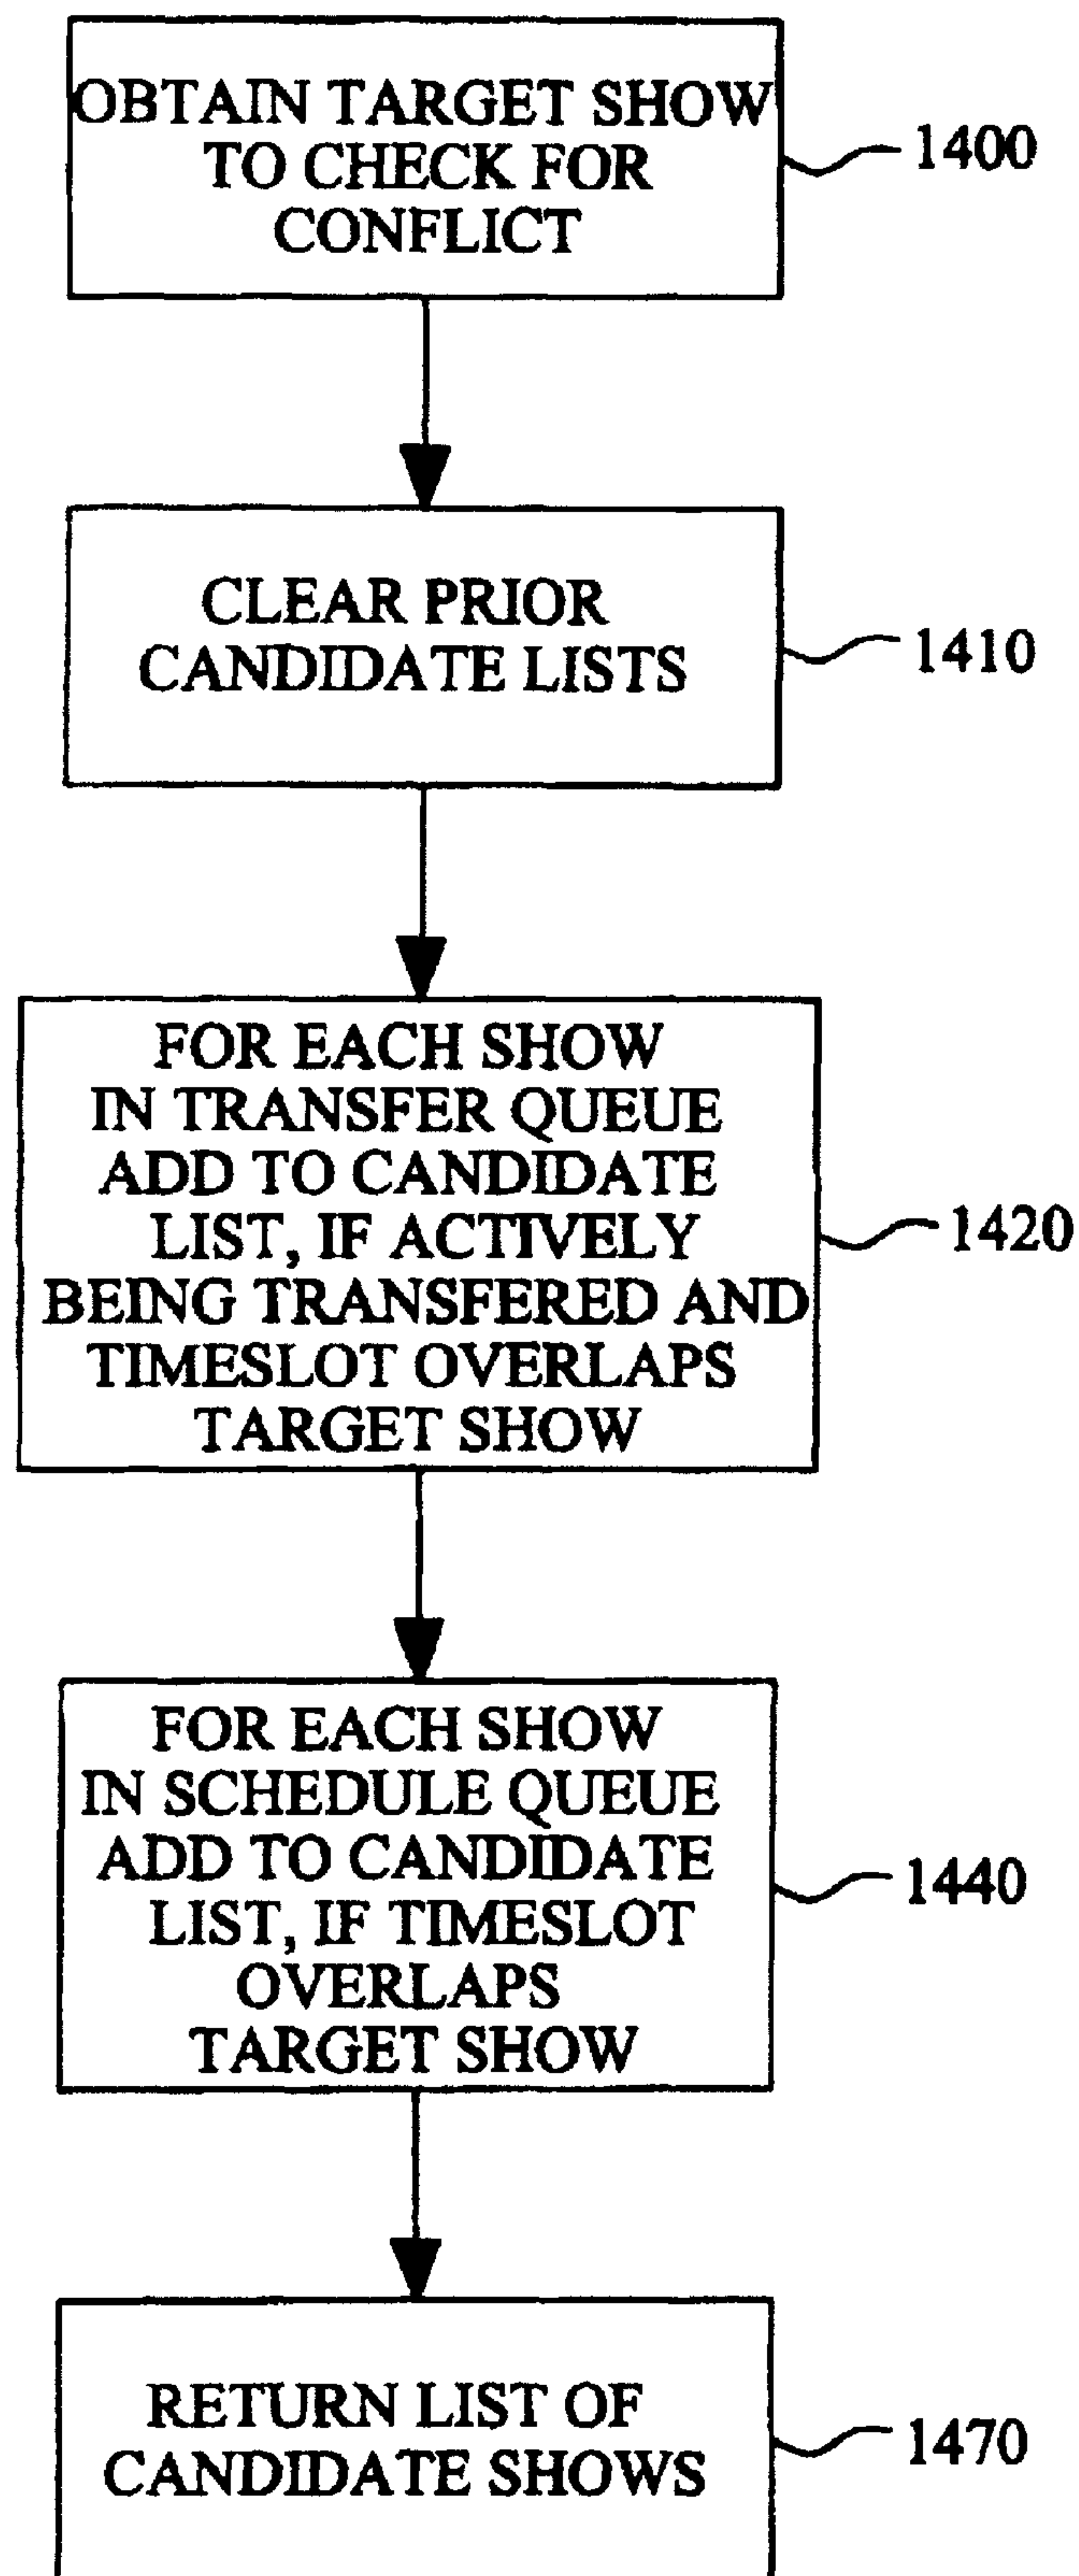 OBTAIN TARGET SHOW
TO CHECK FOR
CONFLICT
1400
CLEAR PRIOR
CANDIDATE LISTS
1410
FOR EACH SHOW
IN TRANSFER QUEUE
ADD TO CANDIDATE
LIST, IF ACTIVELY
BEING TRANSFERED AND
TIMESLOT OVERLAPS
TARGET SHOW
1420
FOR EACH SHOW
IN SCHEDULE QUEUE
ADD TO CANDIDATE
LIST, IF TIMESLOT
OVERLAPS
TARGET SHOW
1440
RETURN LIST OF
CANDIDATE SHOWS
1470